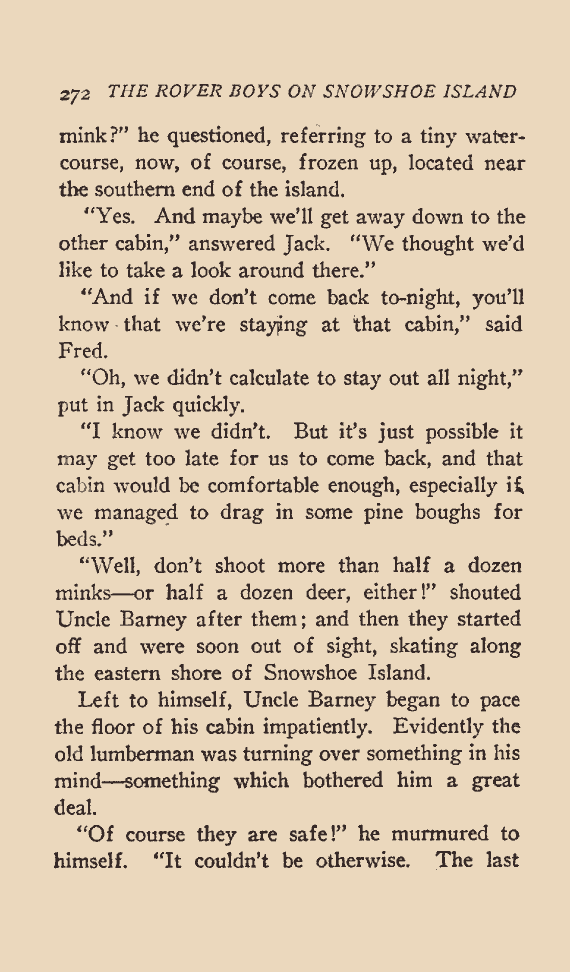 272 THE ROVER BOYS ON SNOWSHOE ISLAND
mink?” he questioned, referring to a tiny water-
course, now, of course, frozen up, located near
the southern end of the island.
“Yes. And maybe we’ll get away down to the
other cabin,” answered Jack. “We thought we’d
like to take a look around there.”
“And if we don’t come back to-night, you’ll
know that we’re staying at that cabin,” said
Fred.
“Oh, we didn’t calculate to stay out all night,”
put in Jack quickly.
“I know we didn’t. But it’s just possible it
may get too late for us to come back, and that
cabin would be comfortable enough, especially if
we managed to drag in some pine boughs for
beds.”
“Well, don’t shoot more than half a dozen
minks—or half a dozen deer, either!” shouted
Uncle Barney after them; and then they started
off and were soon out of sight, skating along
the eastern shore of Snowshoe Island.
Left to himself, Uncle Barney began to pace
the floor of his cabin impatiently. Evidently the
old lumberman was turning over something in his
mind—something which bothered him a great
deal.
“Of course they are safe!” he murmured to
himself. “It couldn’t be otherwise. The last